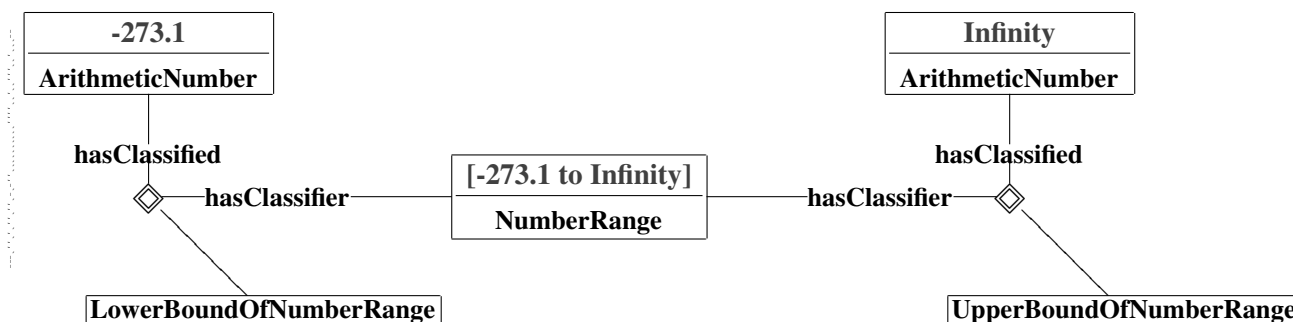 -273.1
ArithmeticNumber
Infinity
ArithmeticNumber
hasClassified
hasClassified
[-273.1 to Infinity]
NumberRange
hasClassifier
hasClassifier
LowerBoundOfNumberRange
UpperBoundOfNumberRange